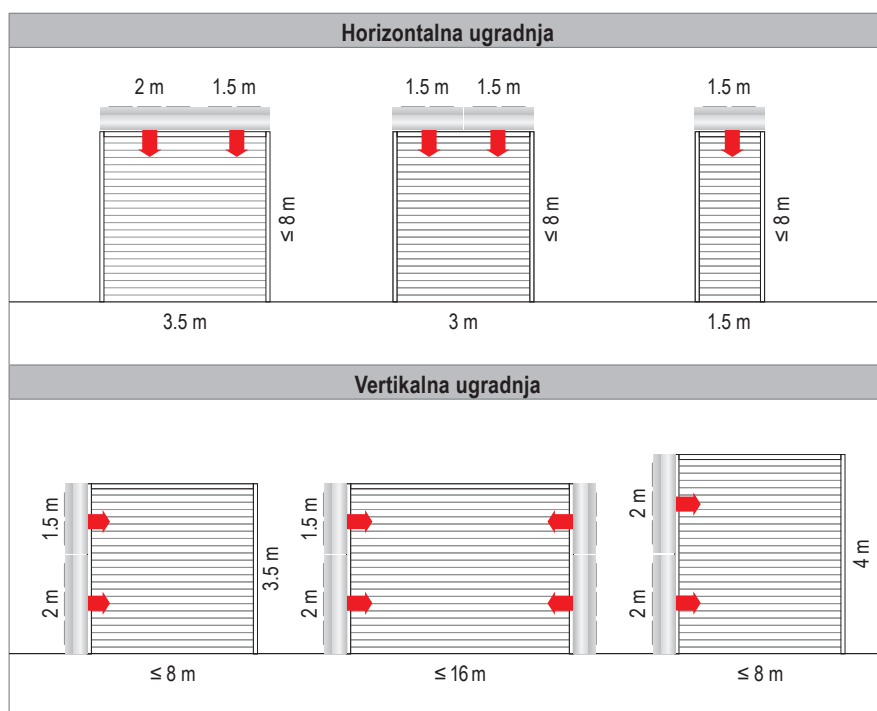 Horizontalna ugradnja
2 m 1.5 m 1.5 m 1.5 m 1.5 m
≤ 8 m ≤ 8 m ≤ 8 m
3.5 m 3 m 1.5 m
Vertikalna ugradnja
1.5 m 3.5 m 1.5 m 2 m 4 m
2 m 2 m 2 m
≤ 8 m ≤ 16 m ≤ 8 m